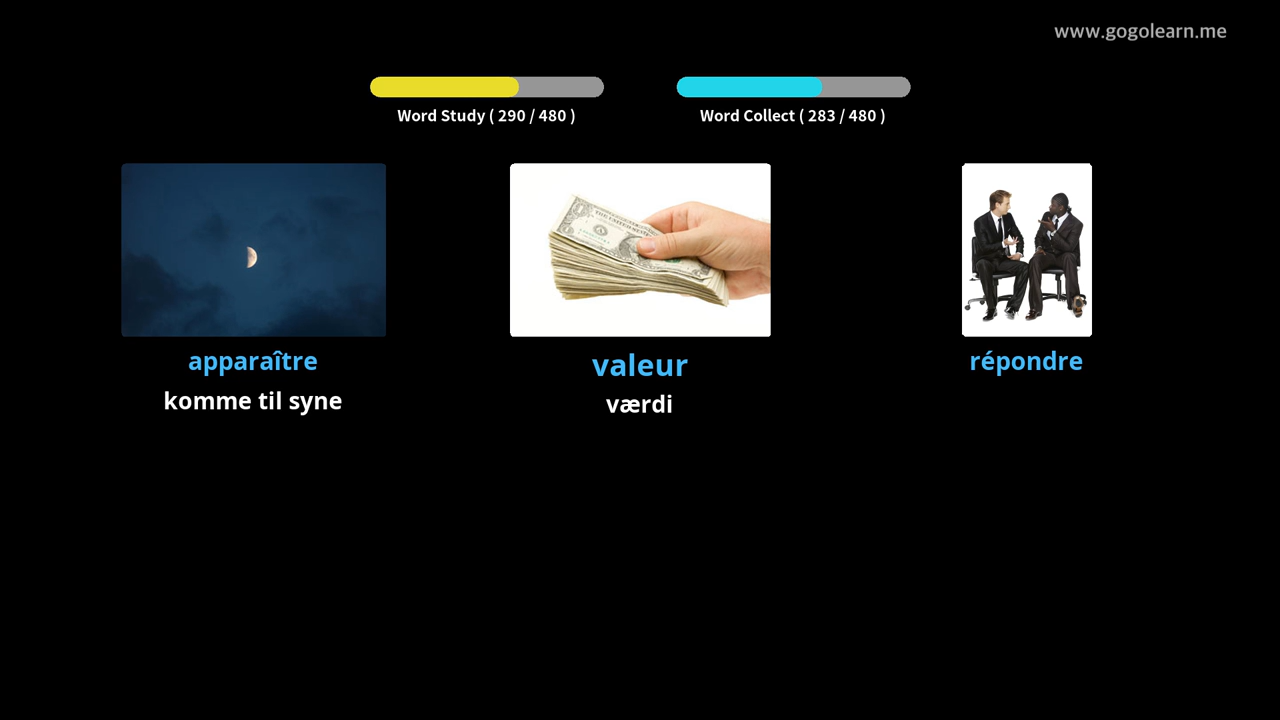 www.gogolearn.me
Word Study ( 290 / 480 )
Word Collect ( 283 / 480 )
apparaître
komme til syne
valeur
værdi
répondre